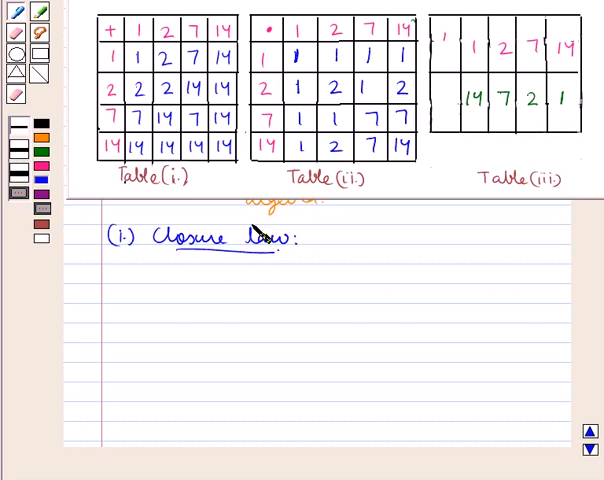 + 1 2 7 14
1 1 2 7 14
2 2 2 14 14
7 7 14 7 14
14 14 14 14 14
Table (i.)
• 1 2 7 14
1 1 1 1 1
2 1 2 1 2
7 1 1 7 7
14 1 2 7 14
Table (ii.)
' 1 2 7 14
14 7 2 1
Table (iii)
(i.) Closure law: